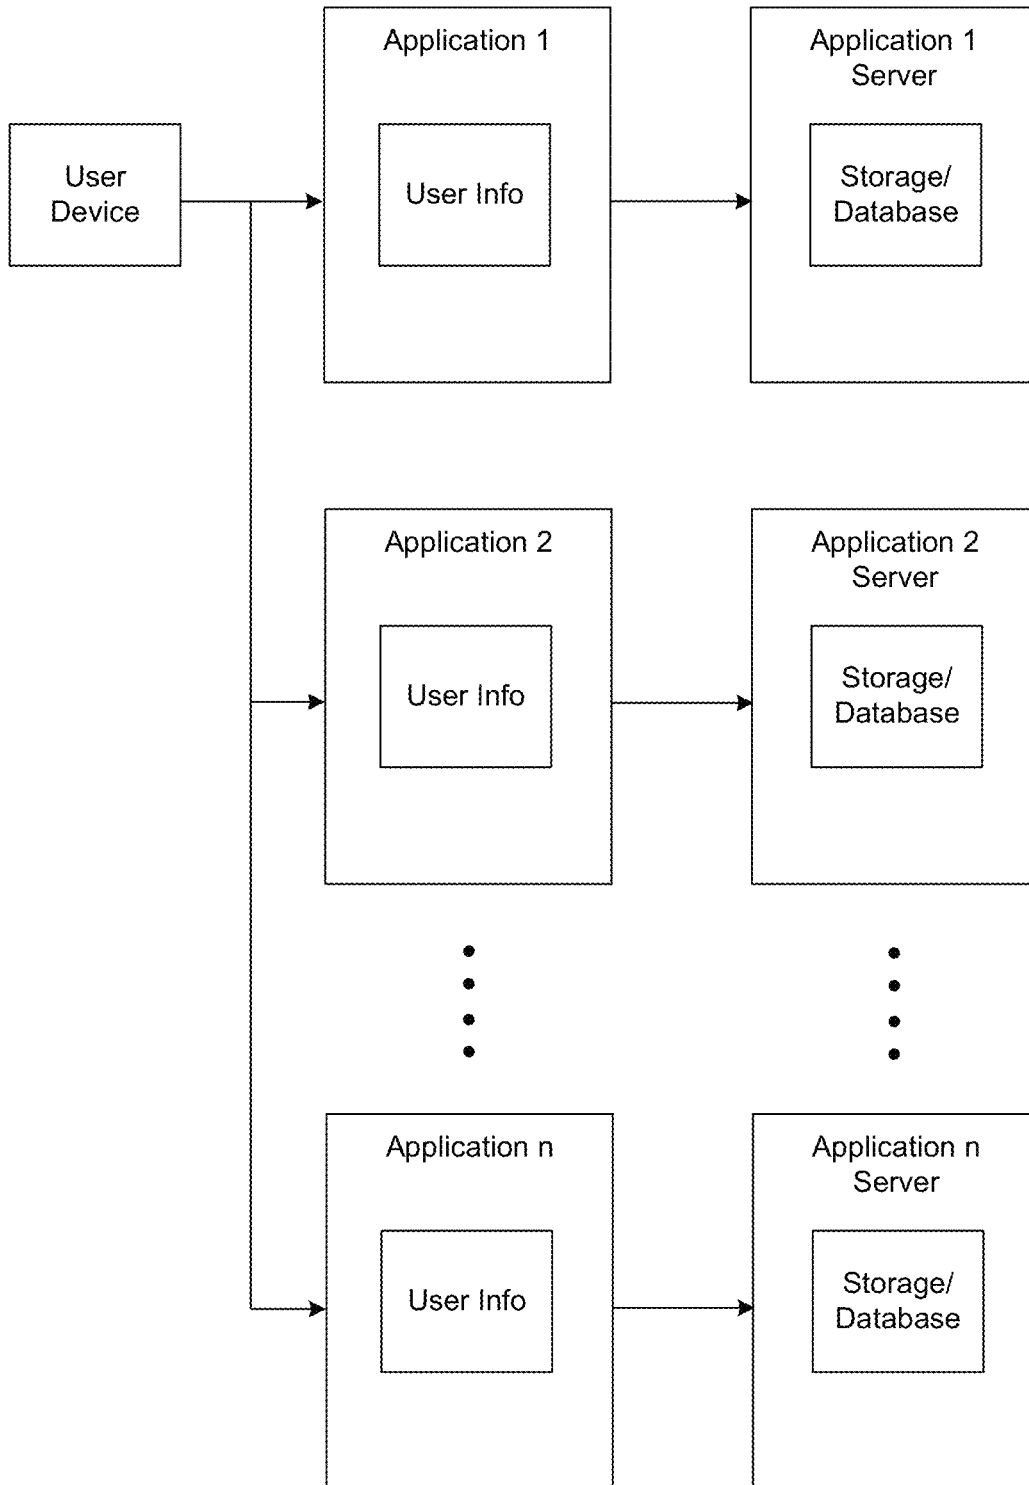 Application 1
Application 1
Server
User
Device
User Info
Storage/
Database
Application 2
Application 2
Server
User Info
Storage/
Database
Application n
Application n
Server
User Info
Storage/
Database